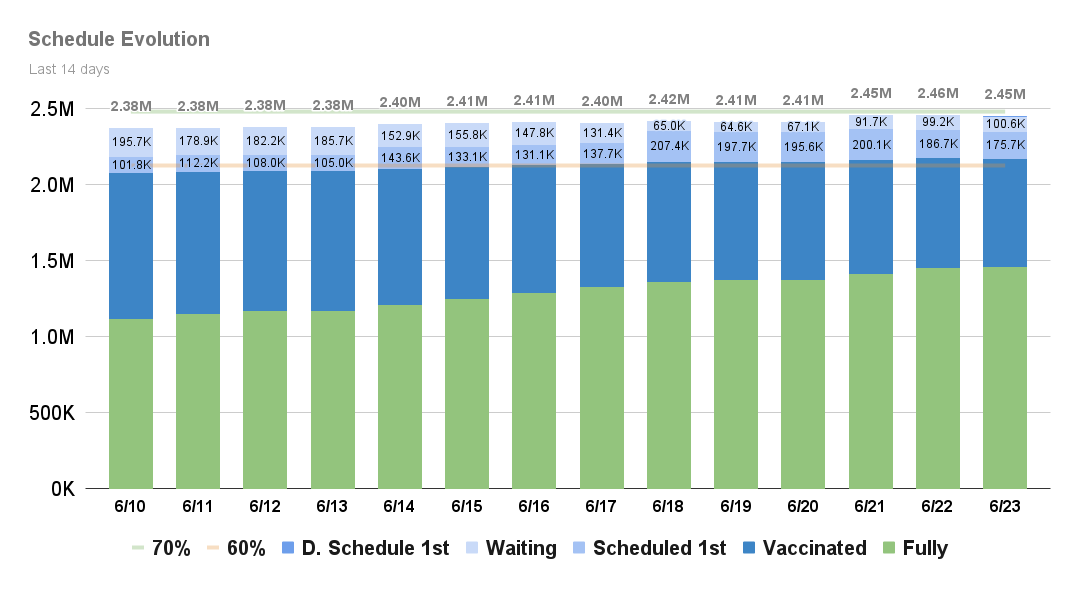 Schedule Evolution
Last 14 days
2.38M 2.38M 2.38M 2.38M 2.40M 2.41M 2.41M 2.40M 2.42M 2.41M 2.41M 2.45M 2.46M 2.45M
2.5M
195.7K 178.9K 182.2K 185.7K 152.9K 155.8K 147.8K 131.4K 65.0K 64.6K 67.1K 91.7K 99.2K 100.6K
101.8K 112.2K 108.0K 105.0K 143.6K 133.1K 131.1K 137.7K 207.4K 197.7K 195.6K 200.1K 186.7K 175.7K
2.0M
1.5M
1.0M
500K
0K
6/10 6/11 6/12 6/13 6/14 6/15 6/16 6/17 6/18 6/19 6/20 6/21 6/22 6/23
70% 60% D. Schedule 1st Waiting Scheduled 1st Vaccinated Fully